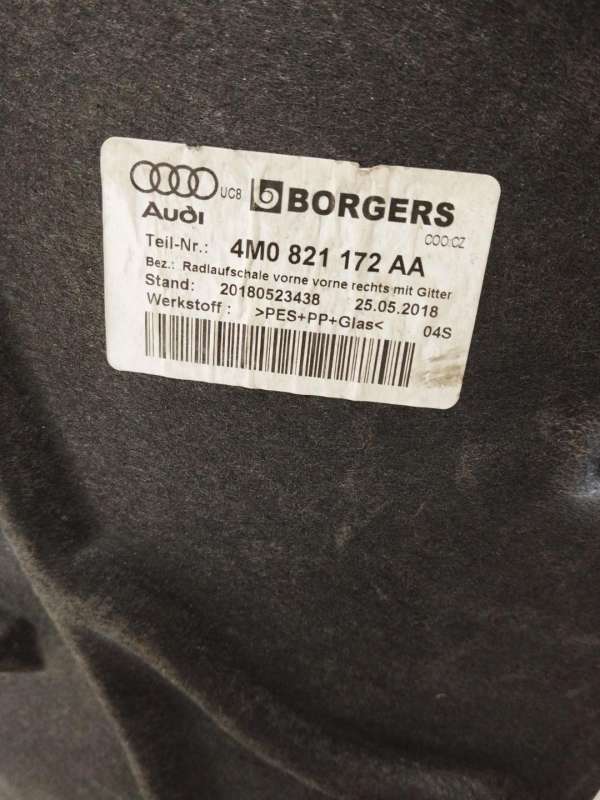 UC8 BORGERS
Audi
COO:CZ
Teil-Nr.: 4M0 821 172 AA
Bez.: Radlaufschale vorne vorne rechts mit Gitter
Stand: 20180523438 25.05.2018
Werkstoff : >PES+PP+Glas< 04S